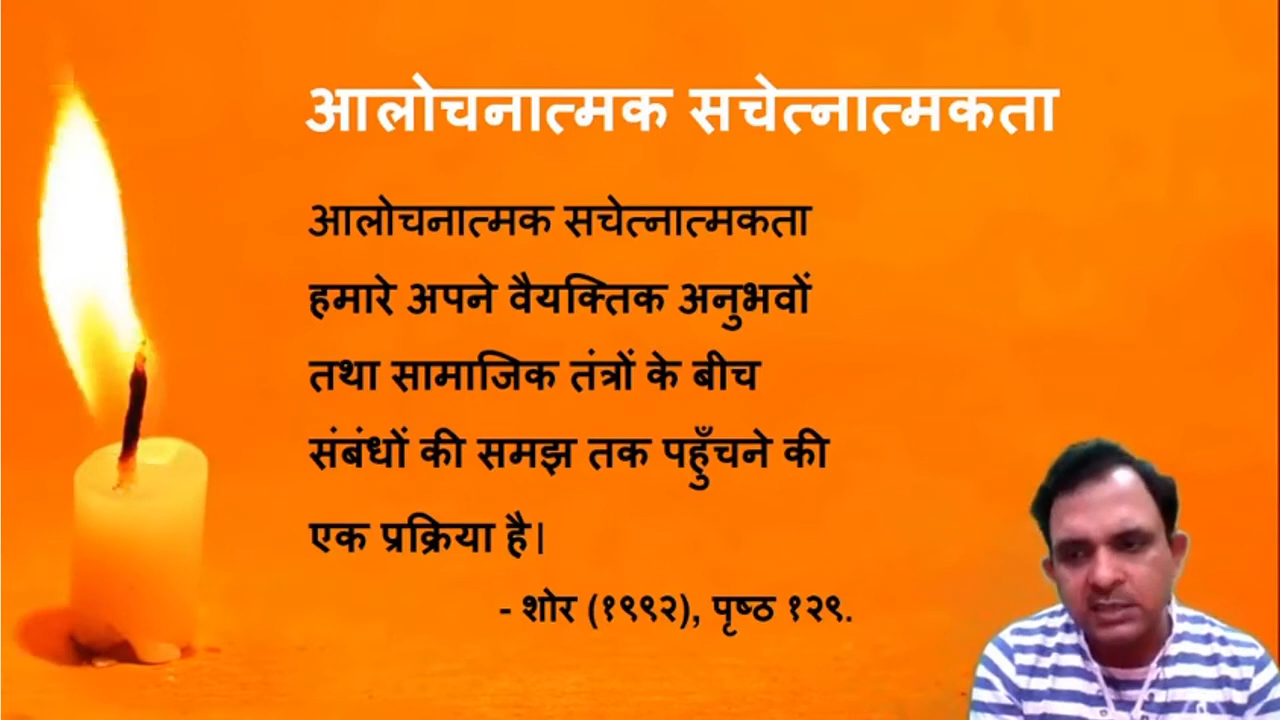 आलोचनात्मक सचेत्नात्मकता
आलोचनात्मक सचेत्नात्मकता
हमारे अपने वैयक्तिक अनुभवों
तथा सामाजिक तंत्रों के बीच
संबंधों की समझ तक पहुँचने की
एक प्रक्रिया है।
- शोर (१९९२), पृष्ठ १२९.